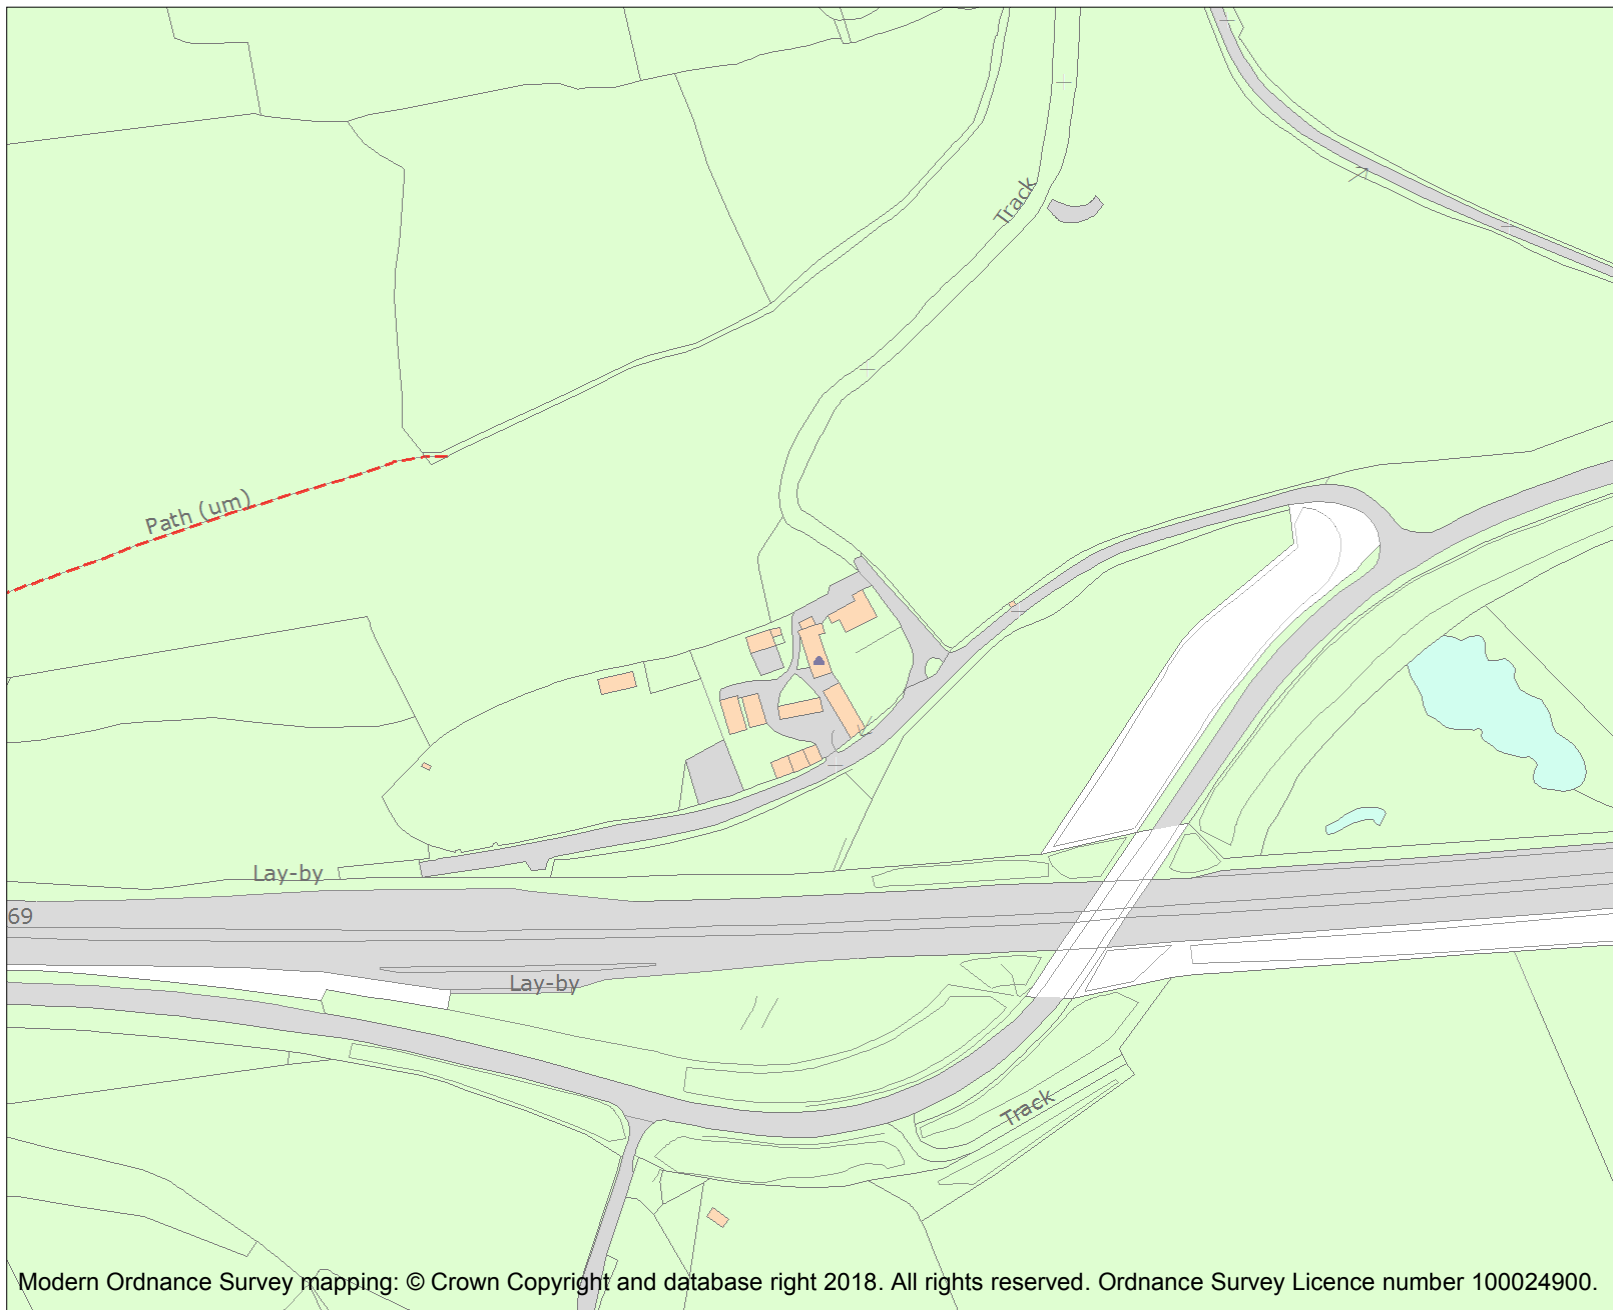 Track
Path (um)
Lay-by
69
Lay-by
Track
Modern Ordnance Survey mapping: © Crown Copyright and database right 2018. All rights reserved. Ordnance Survey Licence number 100024900.